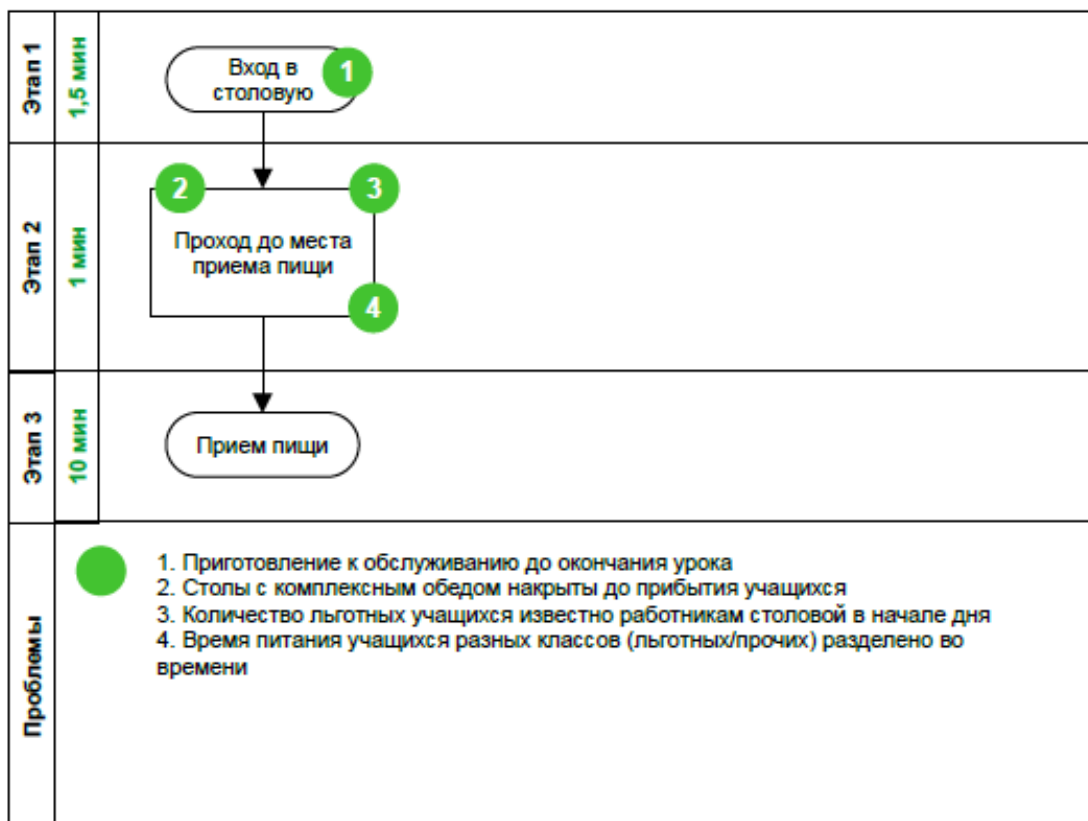 Этап 1
1,5 мин
Вход в
столовую
1
Этап 2
1 мин
2
3
Проход до места
приема пищи
4
Этап 3
10 мин
Прием пищи
Проблемы
1. Приготовление к обслуживанию до окончания урока
2. Столы с комплексным обедом накрыты до прибытия учащихся
3. Количество льготных учащихся известно работникам столовой в начале дня
4. Время питания учащихся разных классов (льготных/прочих) разделено во
времени